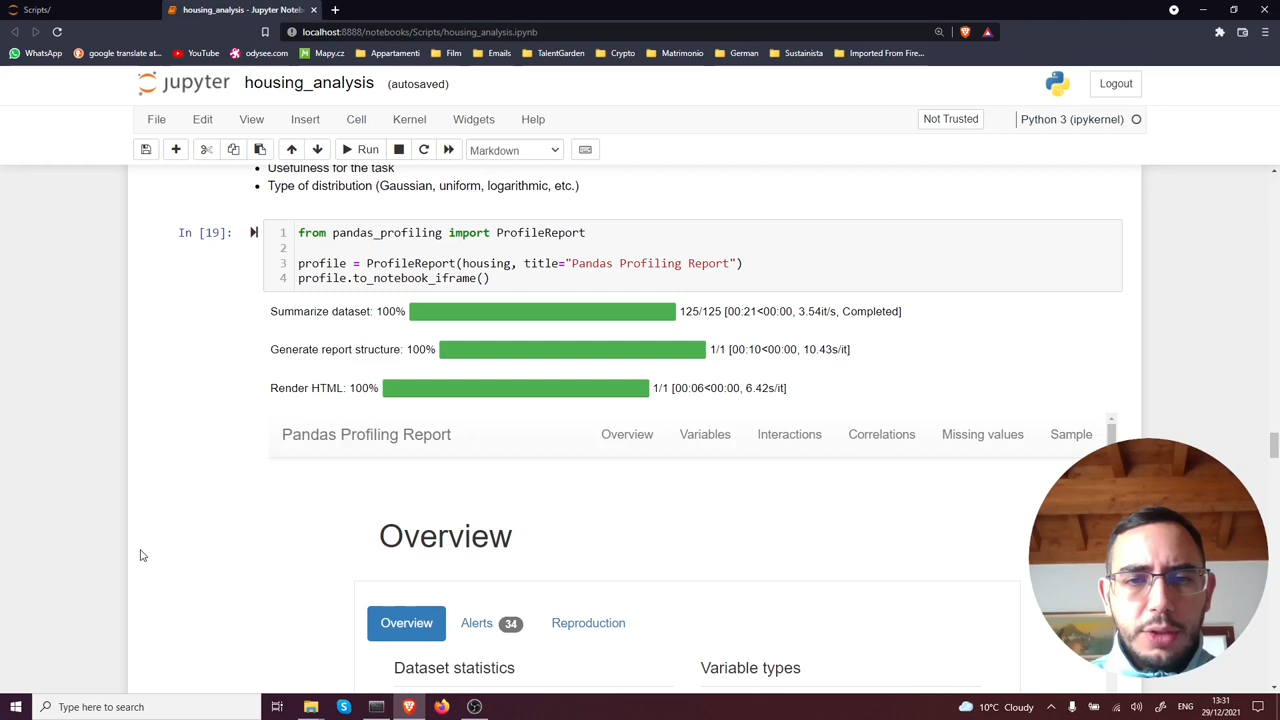 Scripts/
housing_analysis - Jupyter Noteb
localhost:8888/notebooks/Scripts/housing_analysis.ipynb
WhatsApp google translate at... YouTube odysee.com Mapy.cz Appartamenti Film Emails TalentGarden Crypto Matrimonio German Sustainista Imported From Fire...
jupyter housing_analysis (autosaved) Logout
File Edit View Insert Cell Kernel Widgets Help Not Trusted Python 3 (ipykernel)
Run Markdown
Usefulness for the task
Type of distribution (Gaussian, uniform, logarithmic, etc.)
In [19]:
1 from pandas_profiling import ProfileReport
2
3 profile = ProfileReport(housing, title="Pandas Profiling Report")
4 profile.to_notebook_iframe()
Summarize dataset: 100% 125/125 [00:21<00:00, 3.54it/s, Completed]
Generate report structure: 100% 1/1 [00:10<00:00, 10.43s/it]
Render HTML: 100% 1/1 [00:06<00:00, 6.42s/it]
Pandas Profiling Report Overview Variables Interactions Correlations Missing values Sample
Overview
Overview Alerts 34 Reproduction
Dataset statistics Variable types
Type here to search
10°C Cloudy ENG 13:31
29/12/2021